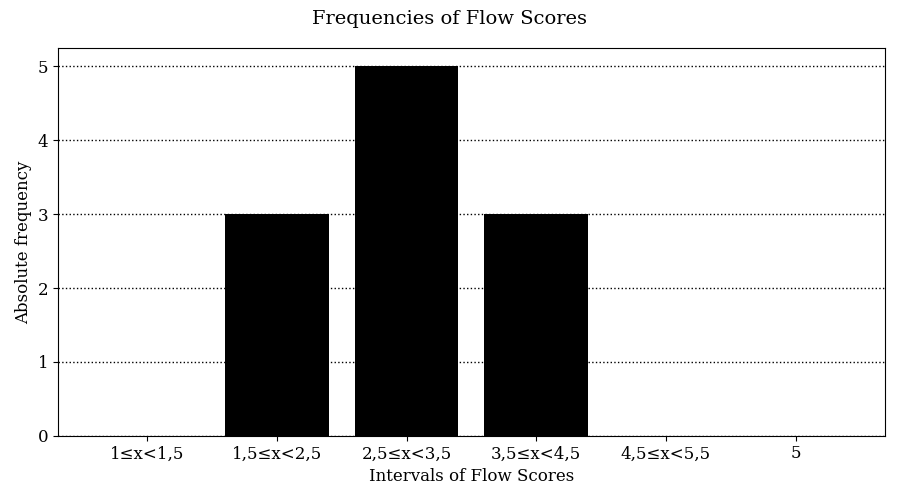 Frequencies of Flow Scores
Absolute frequency
5
4
3
2
1
0
1≤x<1,5 1,5≤x<2,5 2,5≤x<3,5 3,5≤x<4,5 4,5≤x<5,5 5
Intervals of Flow Scores